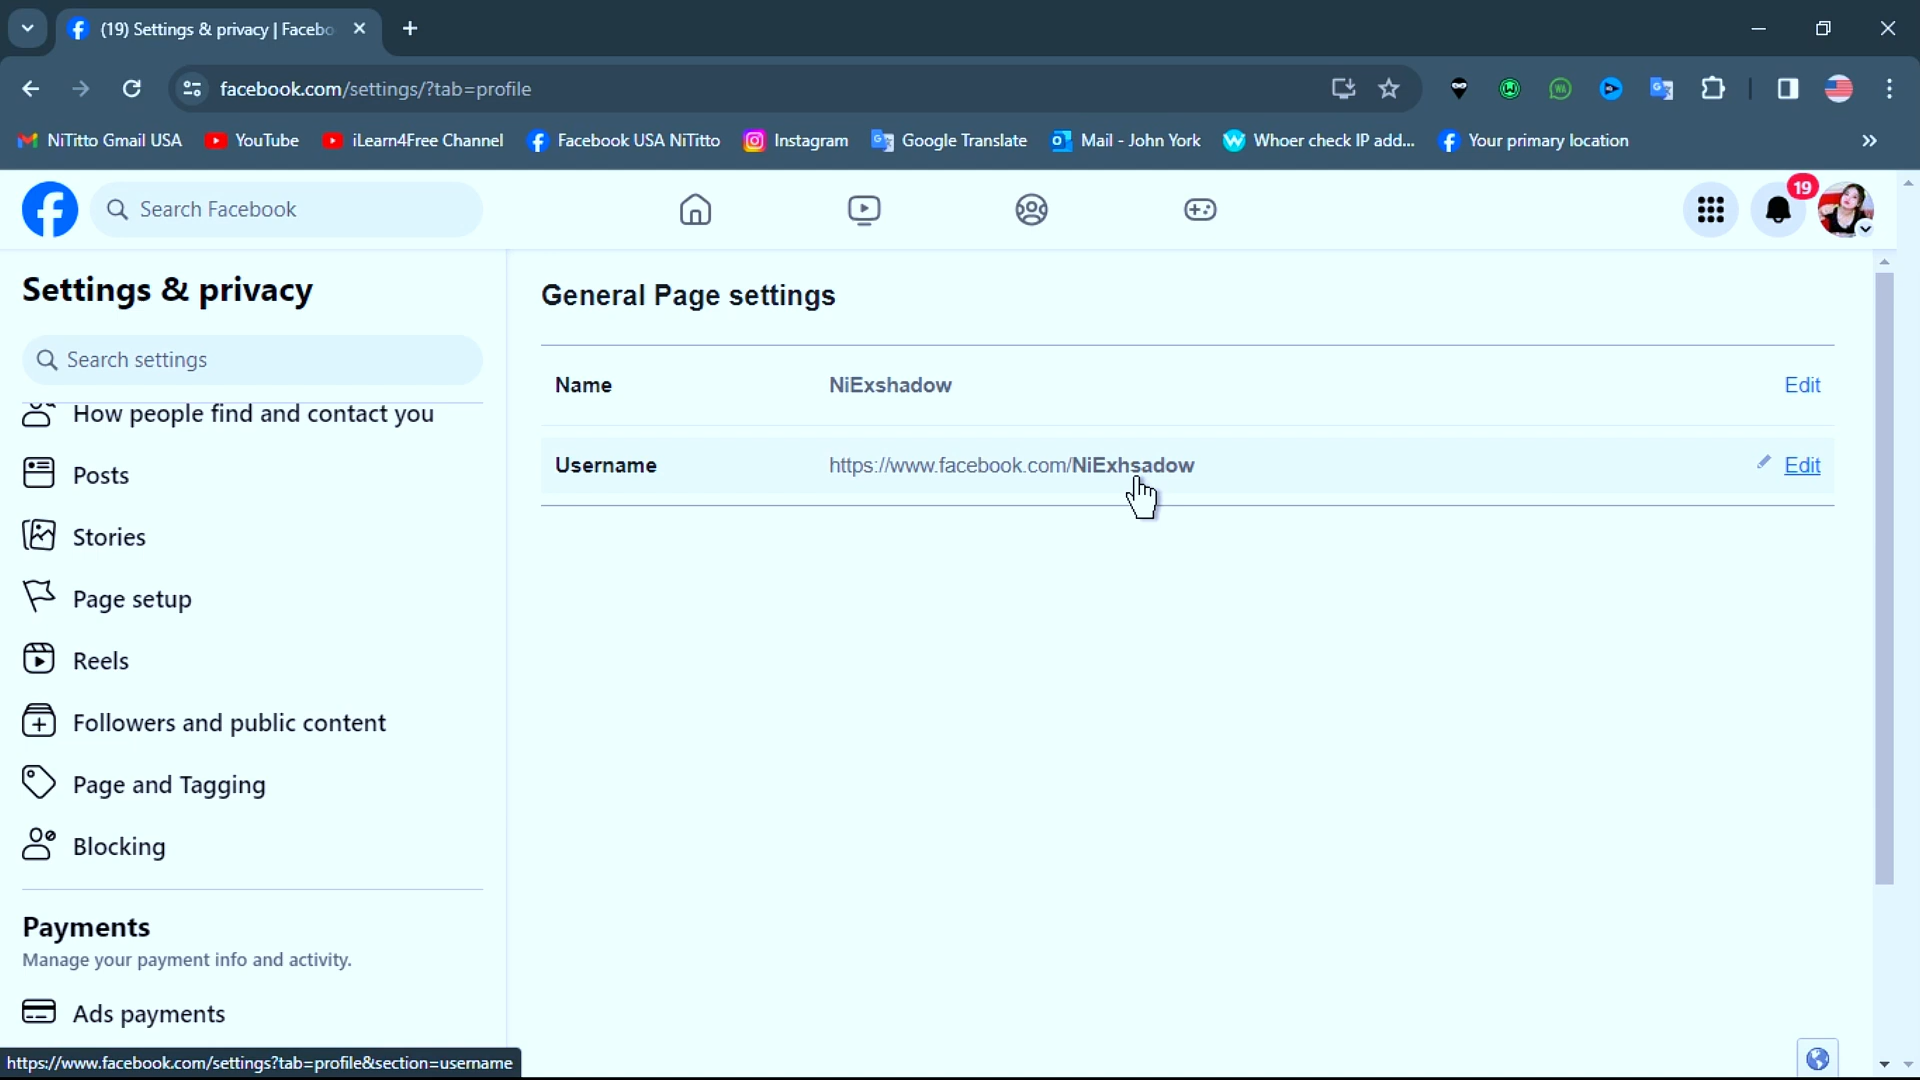 (19) Settings & privacy | Facebo
facebook.com/settings/?tab=profile
NiTitto Gmail USA YouTube iLearn4Free Channel Facebook USA NiTitto Instagram Google Translate Mail - John York Whoer check IP add... Your primary location
Search Facebook
19
Settings & privacy
Search settings
How people find and contact you
Posts
Stories
Page setup
Reels
Followers and public content
Page and Tagging
Blocking
Payments
Manage your payment info and activity.
Ads payments
General Page settings
Name NiExshadow Edit
Username https://www.facebook.com/NiExhsadow Edit
https://www.facebook.com/settings?tab=profile&section=username